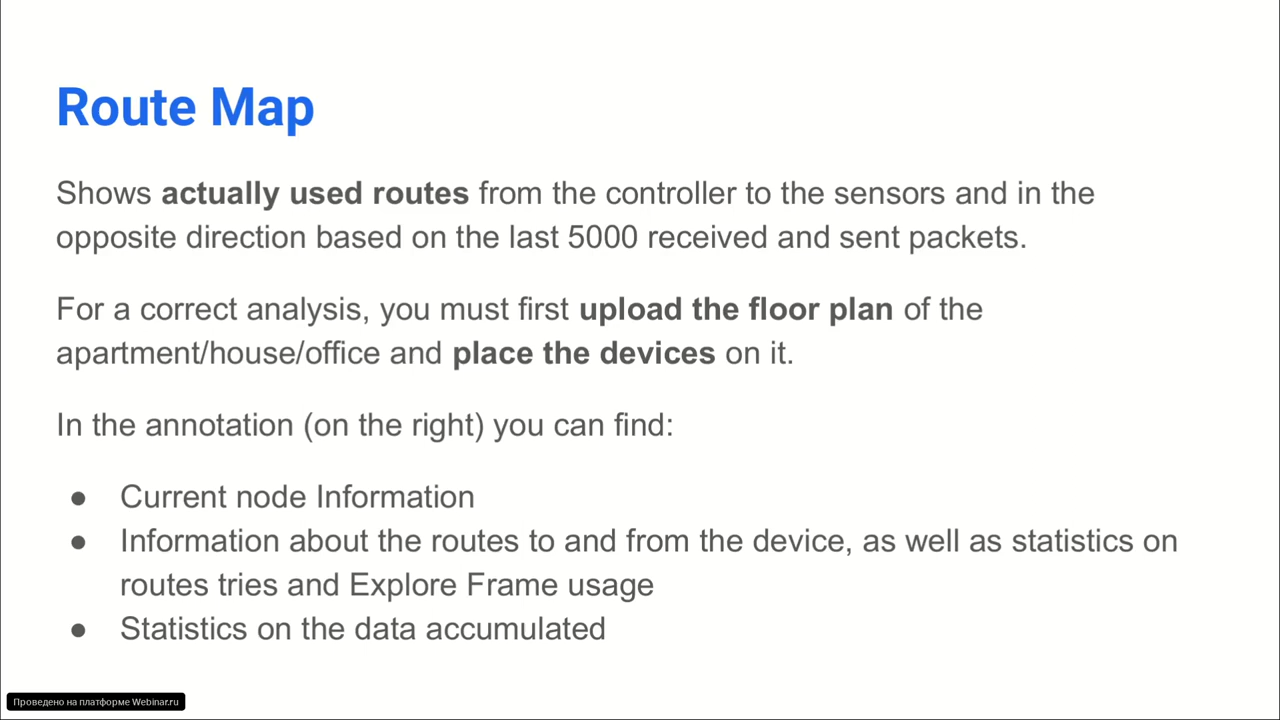 Route Map
Shows actually used routes from the controller to the sensors and in the
opposite direction based on the last 5000 received and sent packets.
For a correct analysis, you must first upload the floor plan of the
apartment/house/office and place the devices on it.
In the annotation (on the right) you can find:
● Current node Information
● Information about the routes to and from the device, as well as statistics on
routes tries and Explore Frame usage
● Statistics on the data accumulated
Проведено на платформе Webinar.ru